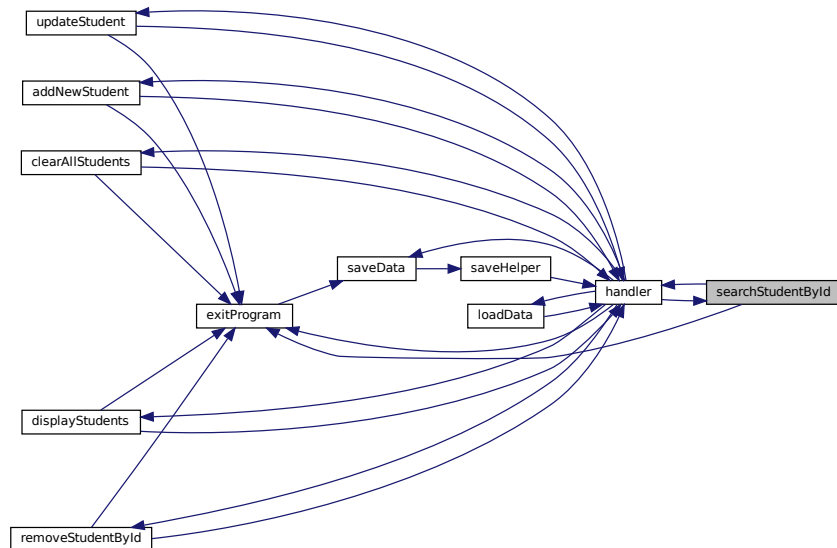 updateStudent
addNewStudent
clearAllStudents
saveData
saveHelper
handler
searchStudentById
loadData
exitProgram
displayStudents
removeStudentById